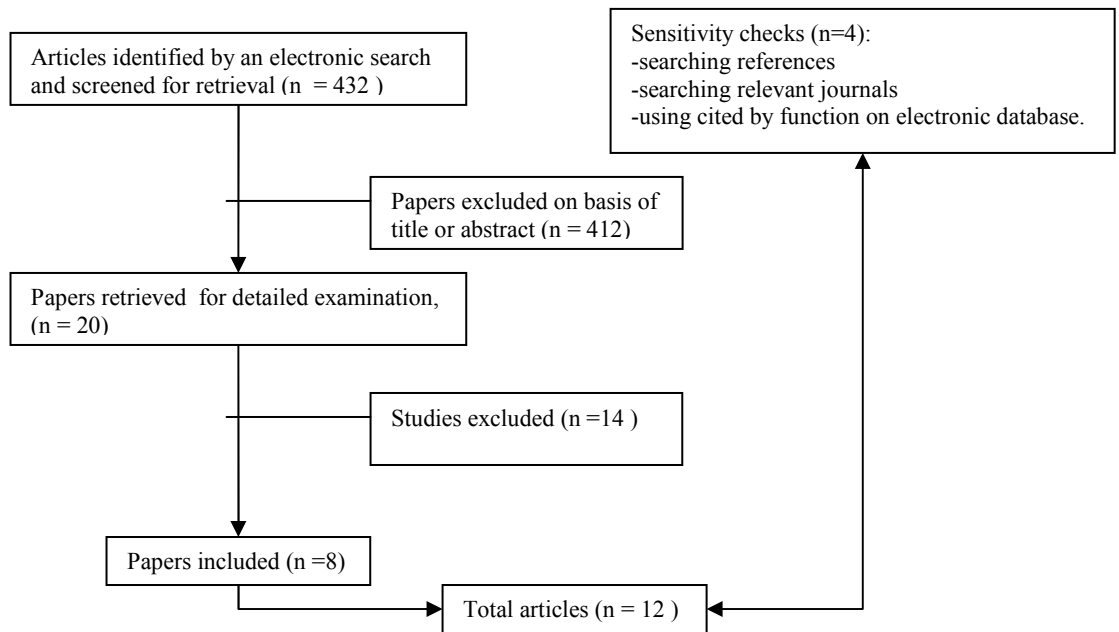 Articles identified by an electronic search
and screened for retrieval (n = 432 )
Sensitivity checks (n=4):
-searching references
-searching relevant journals
-using cited by function on electronic database.
Papers excluded on basis of
title or abstract (n = 412)
Papers retrieved for detailed examination,
(n = 20)
Studies excluded (n =14 )
Papers included (n =8)
Total articles (n = 12 )